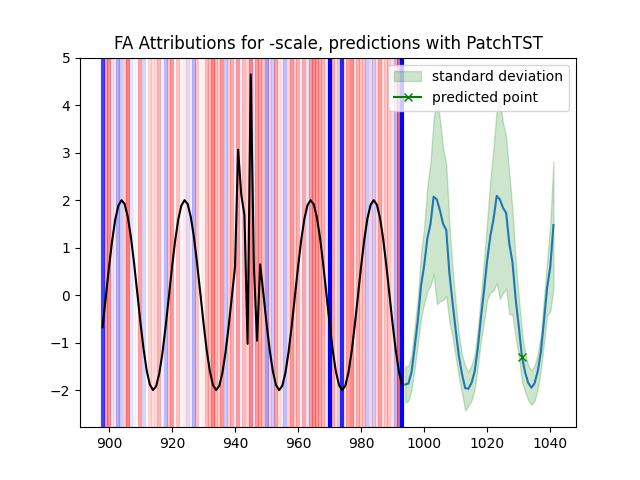 FA Attributions for -scale, predictions with PatchTST
standard deviation
predicted point
5
4
3
2
1
0
−1
−2
900 920 940 960 980 1000 1020 1040